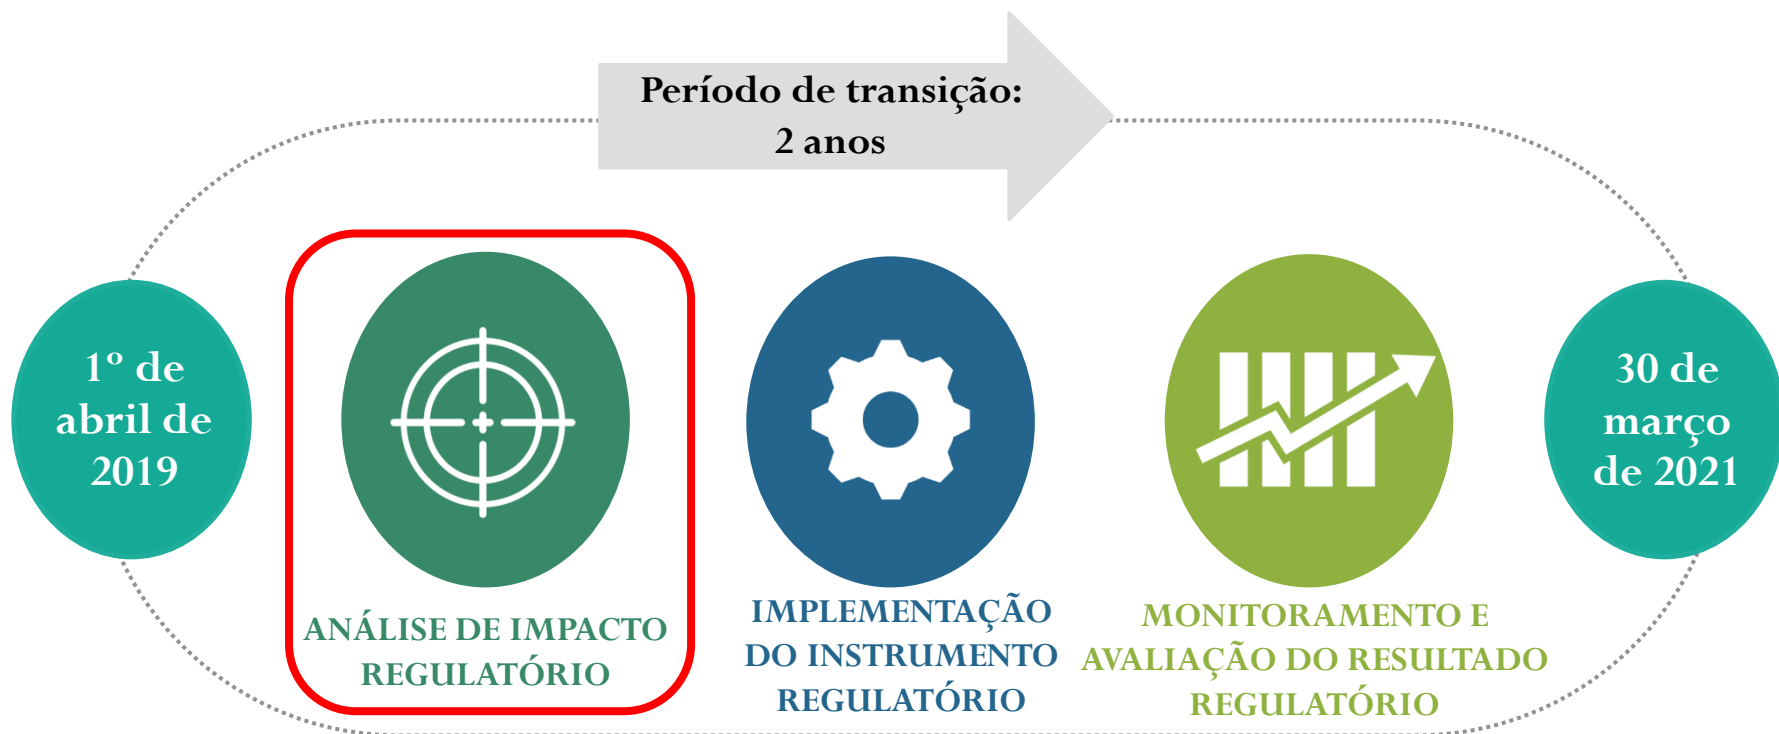 Período de transição:
2 anos
1º de
abril de
2019
ANÁLISE DE IMPACTO
REGULATÓRIO
IMPLEMENTAÇÃO
DO INSTRUMENTO
REGULATÓRIO
MONITORAMENTO E
AVALIAÇÃO DO RESULTADO
REGULATÓRIO
30 de
março
de 2021